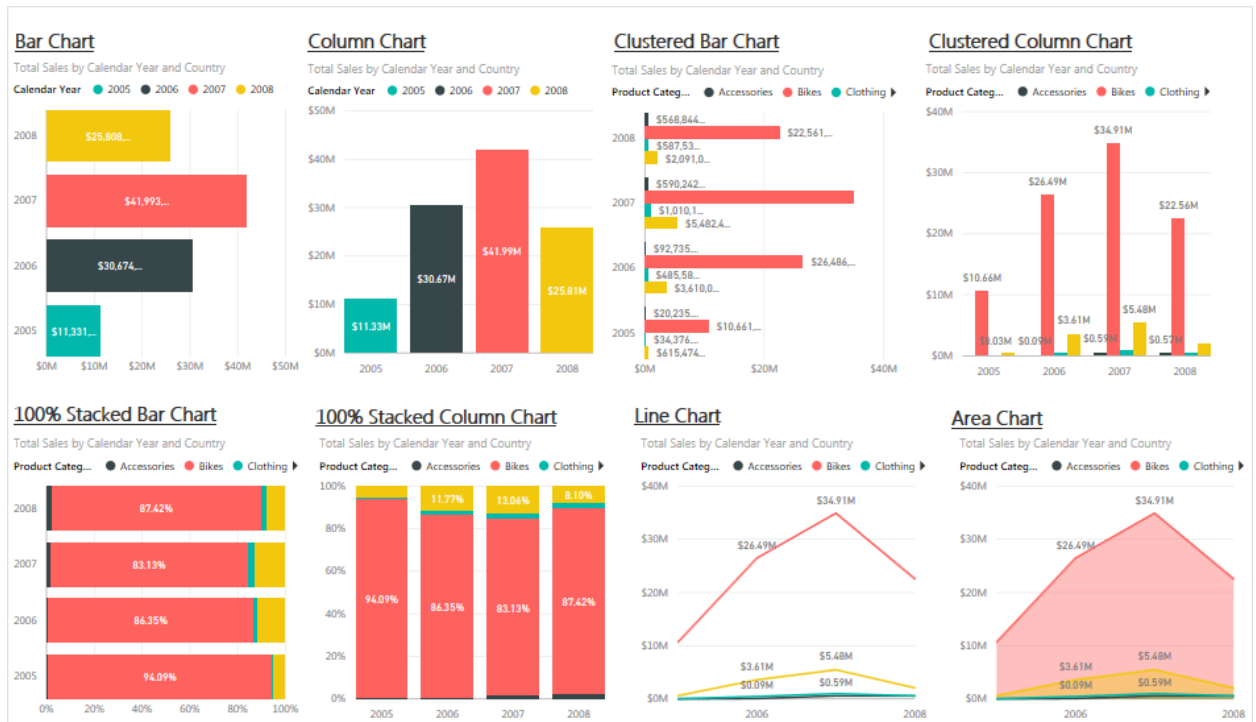 Bar Chart
Total Sales by Calendar Year and Country
Calendar Year 2005 2006 2007 2008
2008 $25,808,...
2007 $41,993,...
2006 $30,674,...
2005 $11,331,...
$0M $10M $20M $30M $40M $50M
Column Chart
Total Sales by Calendar Year and Country
Calendar Year 2005 2006 2007 2008
$50M
$40M
$30M
$20M
$10M
$0M
$11.33M $30.67M $41.99M $25.81M
2005 2006 2007 2008
Clustered Bar Chart
Total Sales by Calendar Year and Country
Product Categ... Accessories Bikes Clothing
$568,844...
2008 $22,561,...
$587,53...
$2,091,0...
$590,242...
2007
$1,010,1...
$5,482,4...
$92,735...
2006 $26,486,...
$485,58...
$3,610,0...
$20,235...
2005 $10,661,...
$34,376...
$615,474...
$0M $20M $40M
Clustered Column Chart
Total Sales by Calendar Year and Country
Product Categ... Accessories Bikes Clothing
$40M
$30M
$20M
$10M
$0M
$10.66M $26.49M $34.91M $22.56M
$0.03M $0.09M $3.61M $0.59M $5.48M $0.57M
2005 2006 2007 2008
100% Stacked Bar Chart
Total Sales by Calendar Year and Country
Product Categ... Accessories Bikes Clothing
2008 87.42%
2007 83.13%
2006 86.35%
2005 94.09%
0% 20% 40% 60% 80% 100%
100% Stacked Column Chart
Total Sales by Calendar Year and Country
Product Categ... Accessories Bikes Clothing
100%
80%
60%
40%
20%
0%
11.77% 13.06% 8.10%
94.09% 86.35% 83.13% 87.42%
2005 2006 2007 2008
Line Chart
Total Sales by Calendar Year and Country
Product Categ... Accessories Bikes Clothing
$40M
$30M
$20M
$10M
$0M
$26.49M $34.91M
$3.61M $5.48M
$0.09M $0.59M
2006 2008
Area Chart
Total Sales by Calendar Year and Country
Product Categ... Accessories Bikes Clothing
$40M
$30M
$20M
$10M
$0M
$26.49M $34.91M
$3.61M $5.48M
$0.09M $0.59M
2006 2008